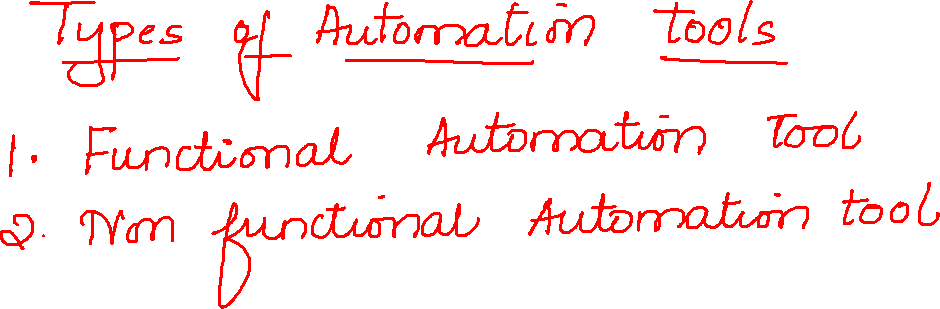 Types of Automation tools
1. Functional Automation Tool
2. Non functional Automation tool